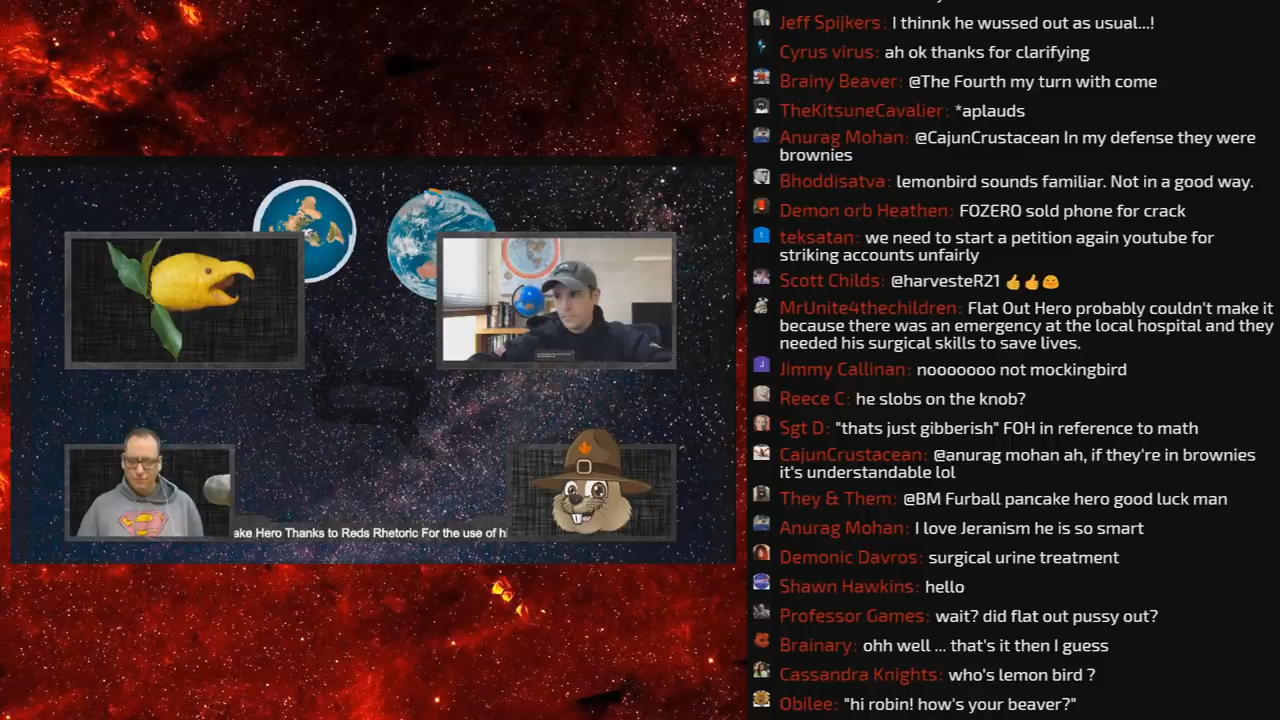 Jeff Spijkers: I thinnk he wussed out as usual...!
Cyrus virus: ah ok thanks for clarifying
Brainy Beaver: @The Fourth my turn with come
TheKitsuneCavalier: *aplauds
Anurag Mohan: @CajunCrustacean In my defense they were
brownies
Bhoddisatva: lemonbird sounds familiar. Not in a good way.
Demon orb Heathen: FOZERO sold phone for crack
teksatan: we need to start a petition again youtube for
striking accounts unfairly
Scott Childs: @harvesteR21 👍👍🤗
MrUnite4thechildren: Flat Out Hero probably couldn't make it
because there was an emergency at the local hospital and they
needed his surgical skills to save lives.
Jimmy Callinan: nooooooo not mockingbird
Reece C: he slobs on the knob?
Sgt D: "thats just gibberish" FOH in reference to math
CajunCrustacean: @anurag mohan ah, if they're in brownies
it's understandable lol
They & Them: @BM Furball pancake hero good luck man
Anurag Mohan: I love Jeranism he is so smart
Demonic Davros: surgical urine treatment
Shawn Hawkins: hello
Professor Games: wait? did flat out pussy out?
Brainary: ohh well ... that's it then I guess
Cassandra Knights: who's lemon bird ?
Obilee: "hi robin! how's your beaver?"
ake Hero Thanks to Reds Rhetoric For the use of h